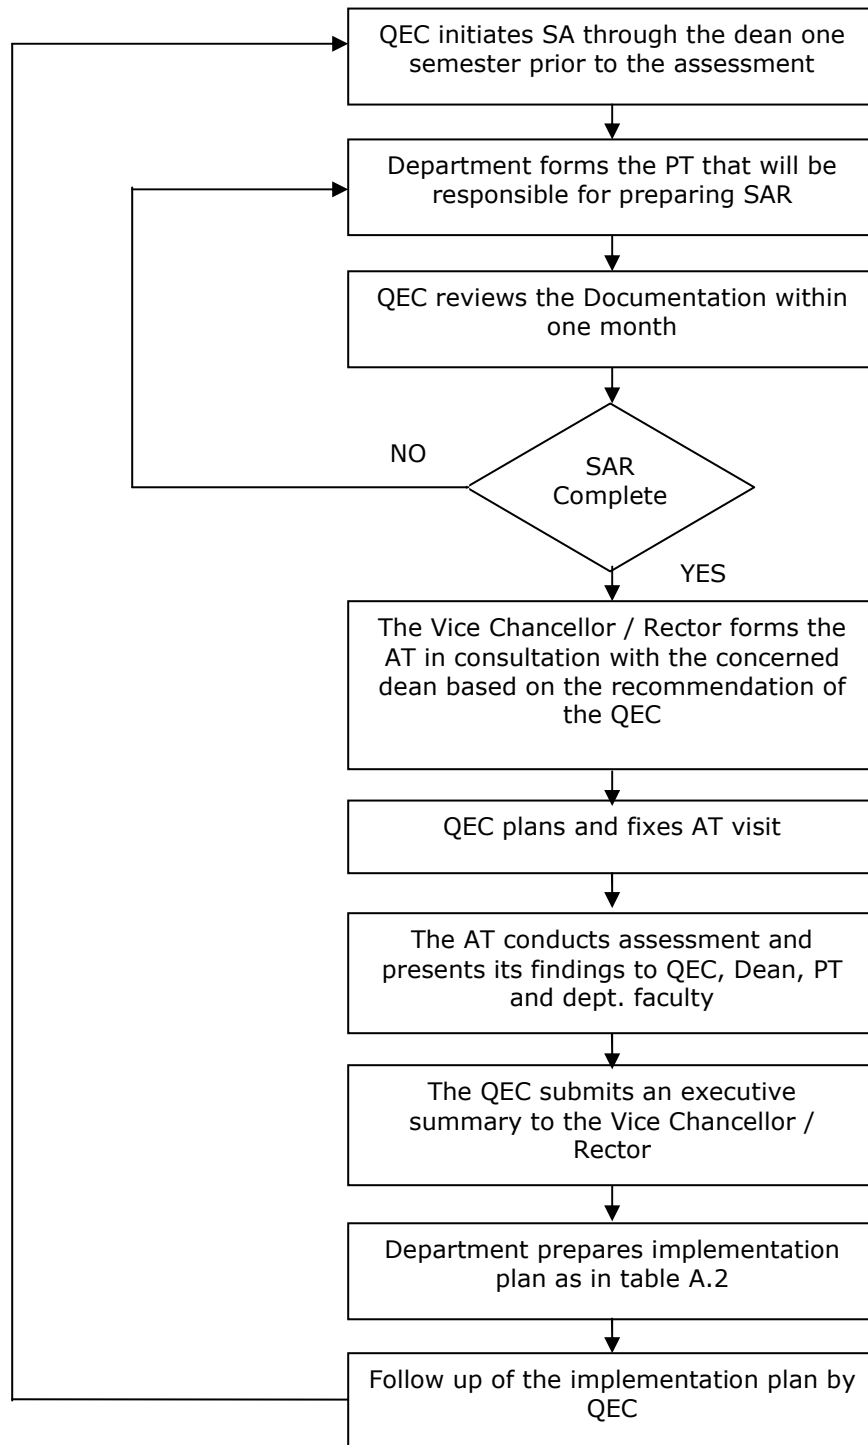 QEC initiates SA through the dean one
semester prior to the assessment
Department forms the PT that will be
responsible for preparing SAR
QEC reviews the Documentation within
one month
NO
SAR
Complete
YES
The Vice Chancellor / Rector forms the
AT in consultation with the concerned
dean based on the recommendation of
the QEC
QEC plans and fixes AT visit
The AT conducts assessment and
presents its findings to QEC, Dean, PT
and dept. faculty
The QEC submits an executive
summary to the Vice Chancellor /
Rector
Department prepares implementation
plan as in table A.2
Follow up of the implementation plan by
QEC